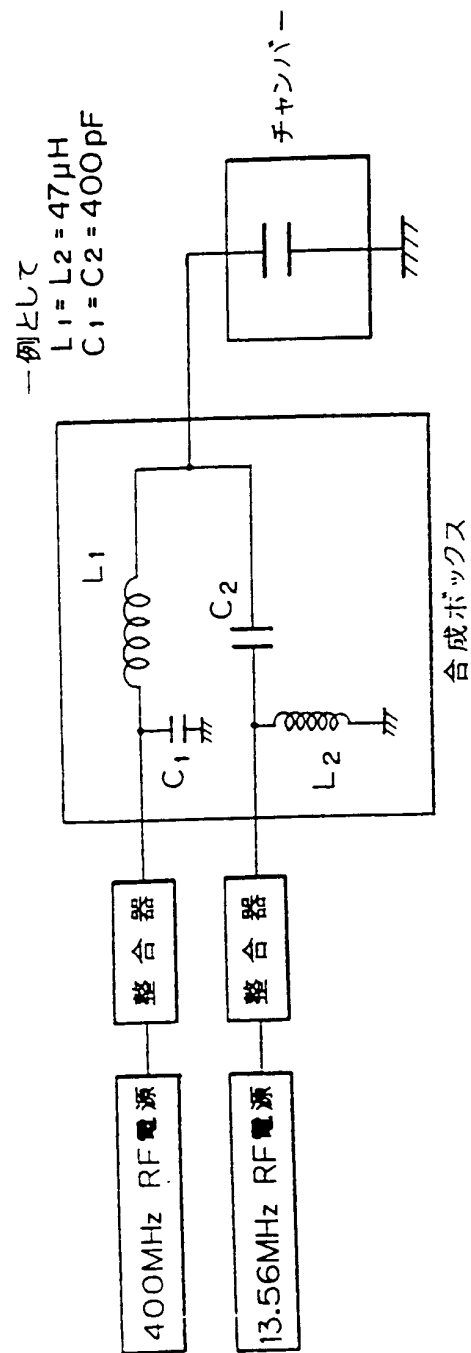 一例として
L1=L2=47μH
C1=C2=400pF
400MHz RF電源
整合器
L1
C1
13.56MHz RF電源
整合器
C2
L2
合成ボックス
チャンバー